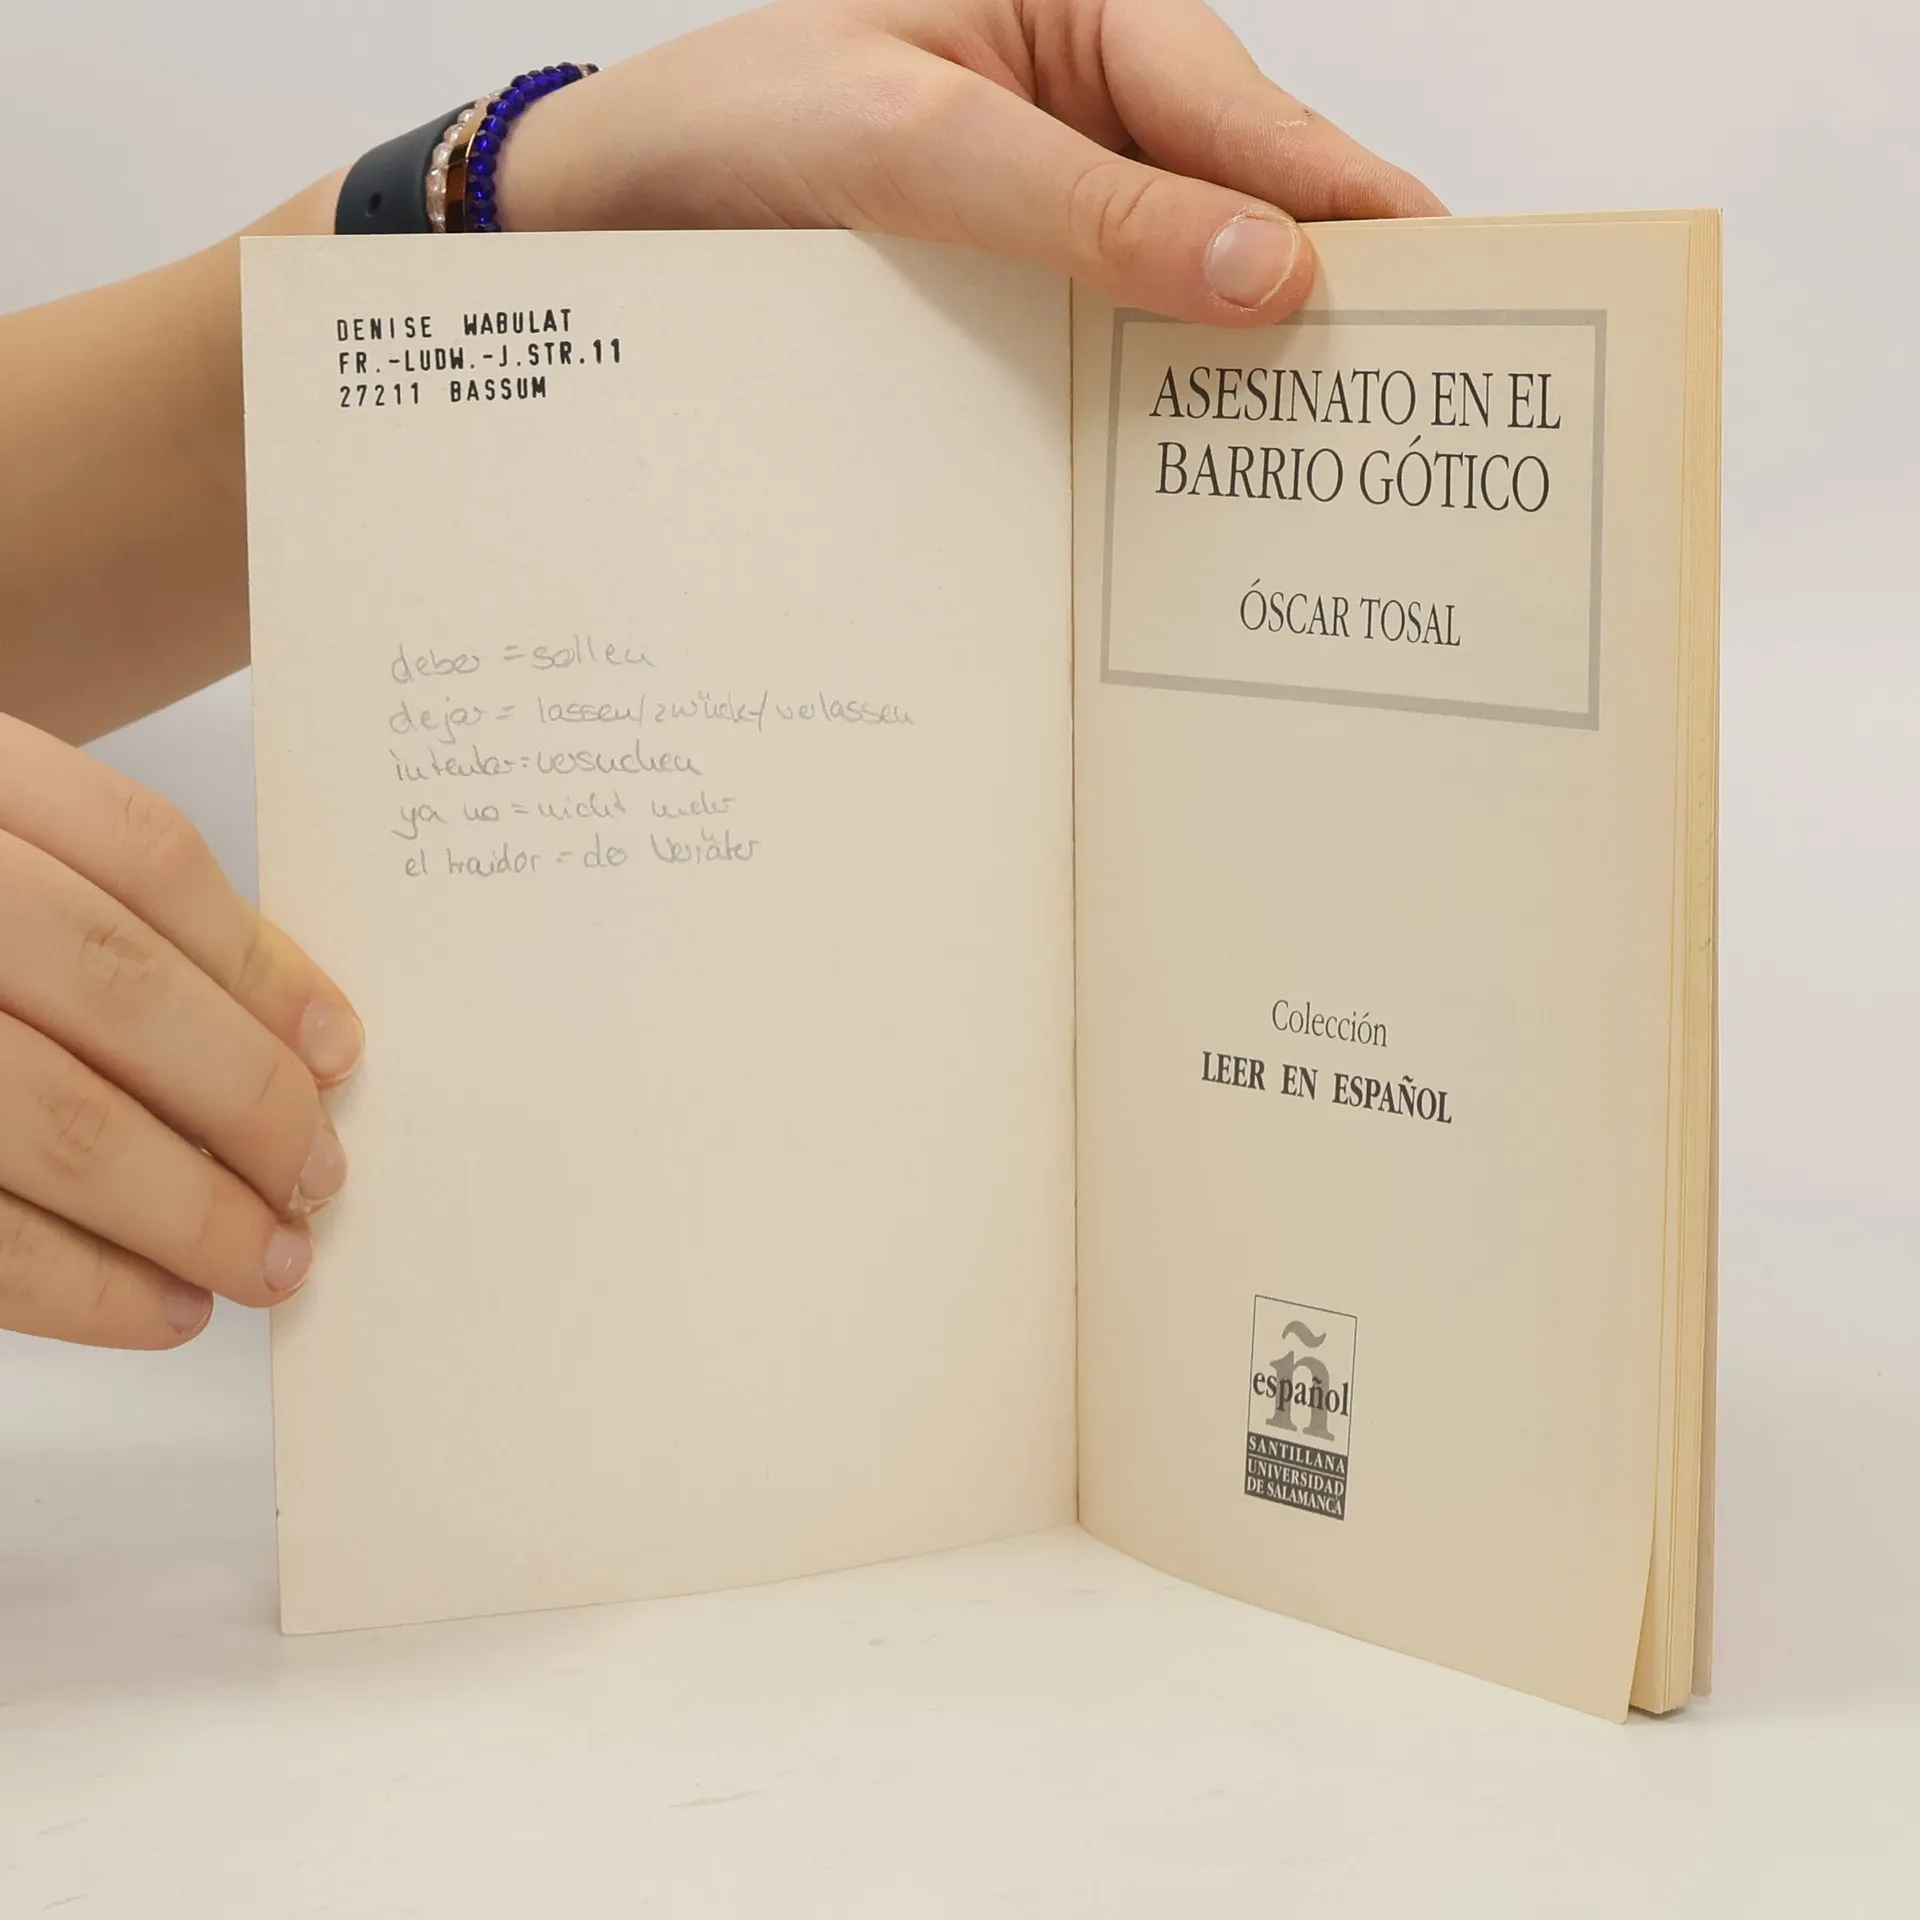 DENISE WABULAT
FR.-LUDW.-J.STR.11
27211 BASSUM
deber = sollen
dejar = lassen/zurück-/verlassen
intentar = versuchen
ya no = nicht mehr
el traidor = der Verräter
ASESINATO EN EL
BARRIO GÓTICO
ÓSCAR TOSAL
Colección
LEER EN ESPAÑOL
ñ
español
SANTILLANA
UNIVERSIDAD
DE SALAMANCA